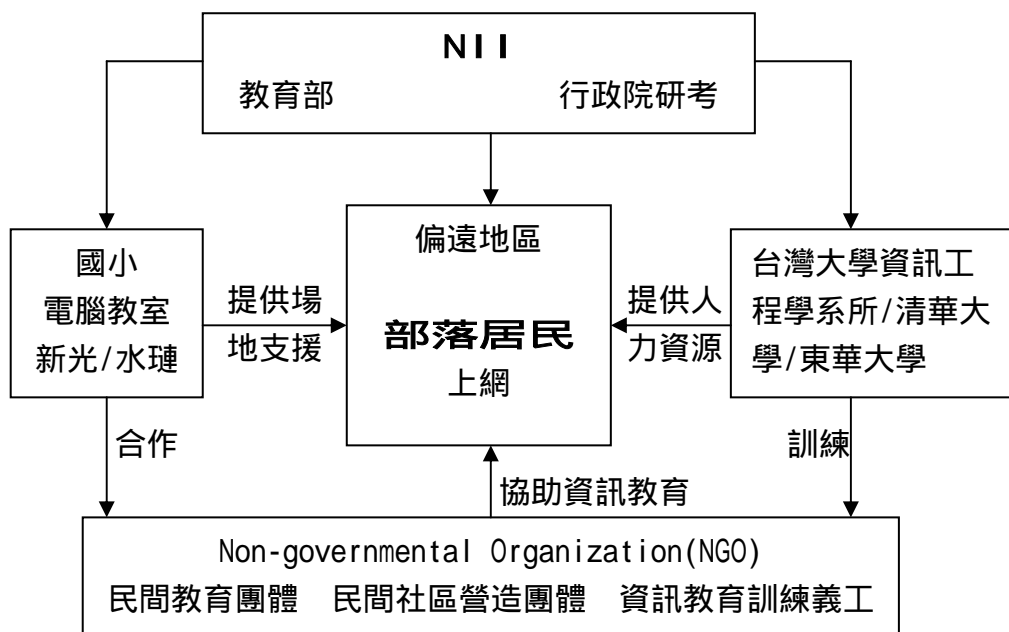 NII
教育部 行政院研考
國小
電腦教室
新光/水璉
提供場
地支援
偏遠地區
部落居民
上網
提供人
力資源
台灣大學資訊工
程學系所/清華大
學/東華大學
合作
訓練
協助資訊教育
Non-governmental Organization(NGO)
民間教育團體 民間社區營造團體 資訊教育訓練義工